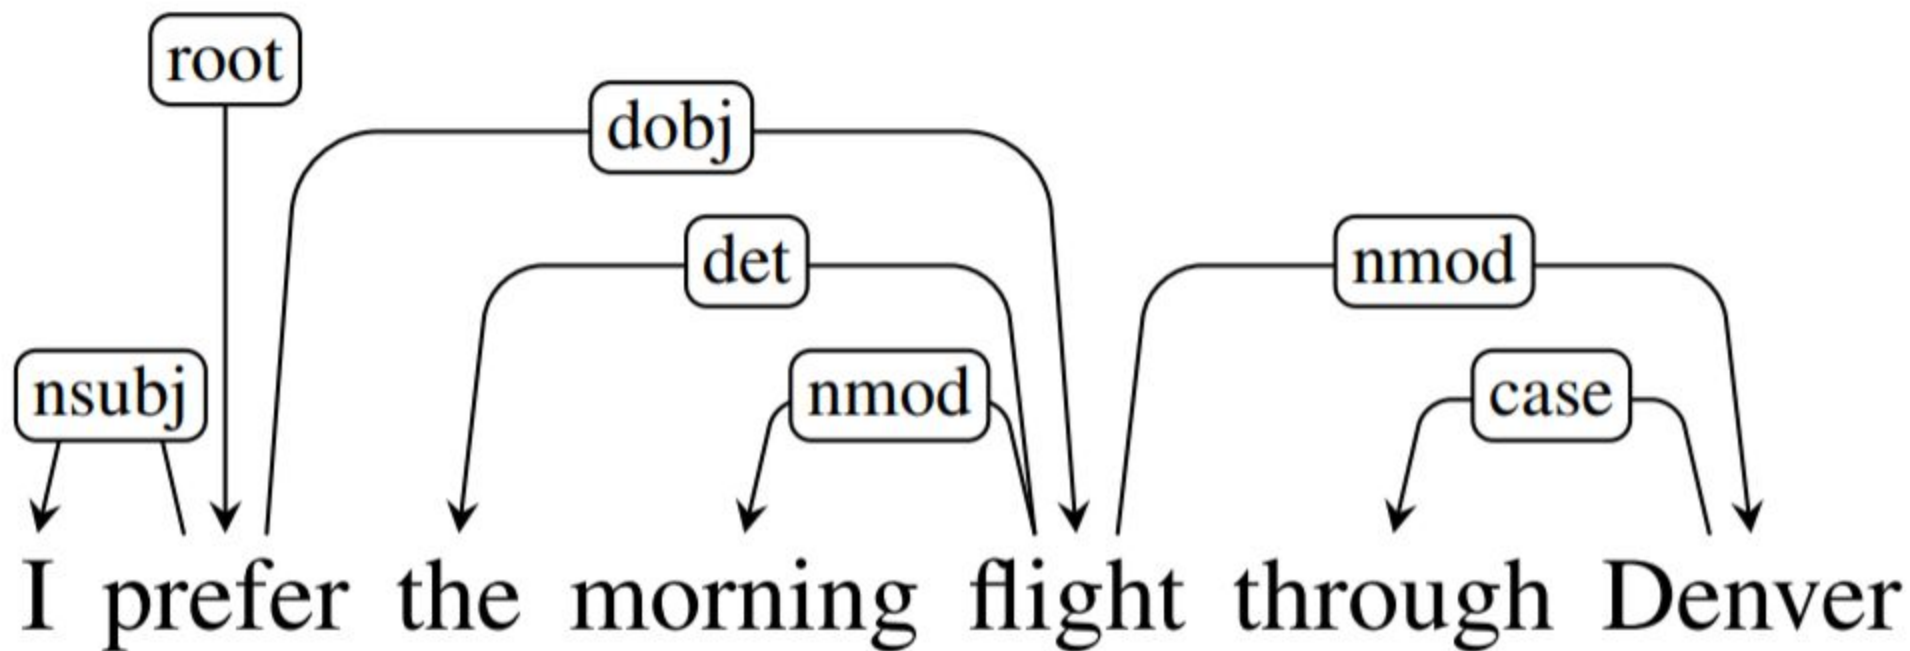 root
dobj
det nmod
nsubj nmod case
I prefer the morning flight through Denver